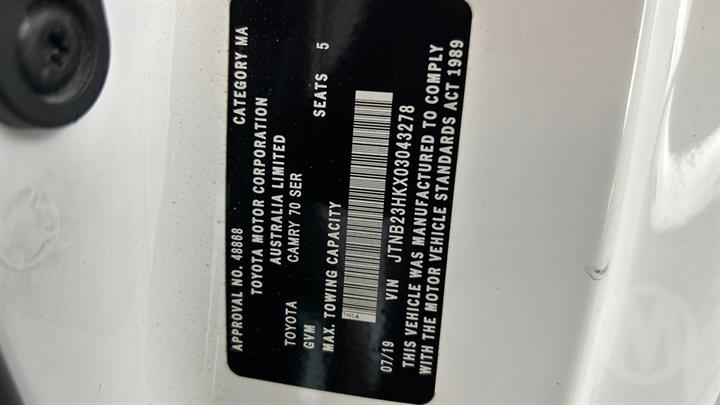 APPROVAL NO. 48868 CATEGORY MA
TOYOTA MOTOR CORPORATION
AUSTRALIA LIMITED
TOYOTA CAMRY 70 SER
GVM SEATS 5
MAX. TOWING CAPACITY
07/19 VIN JTNB23HKX03043278
THIS VEHICLE WAS MANUFACTURED TO COMPLY
WITH THE MOTOR VEHICLE STANDARDS ACT 1989